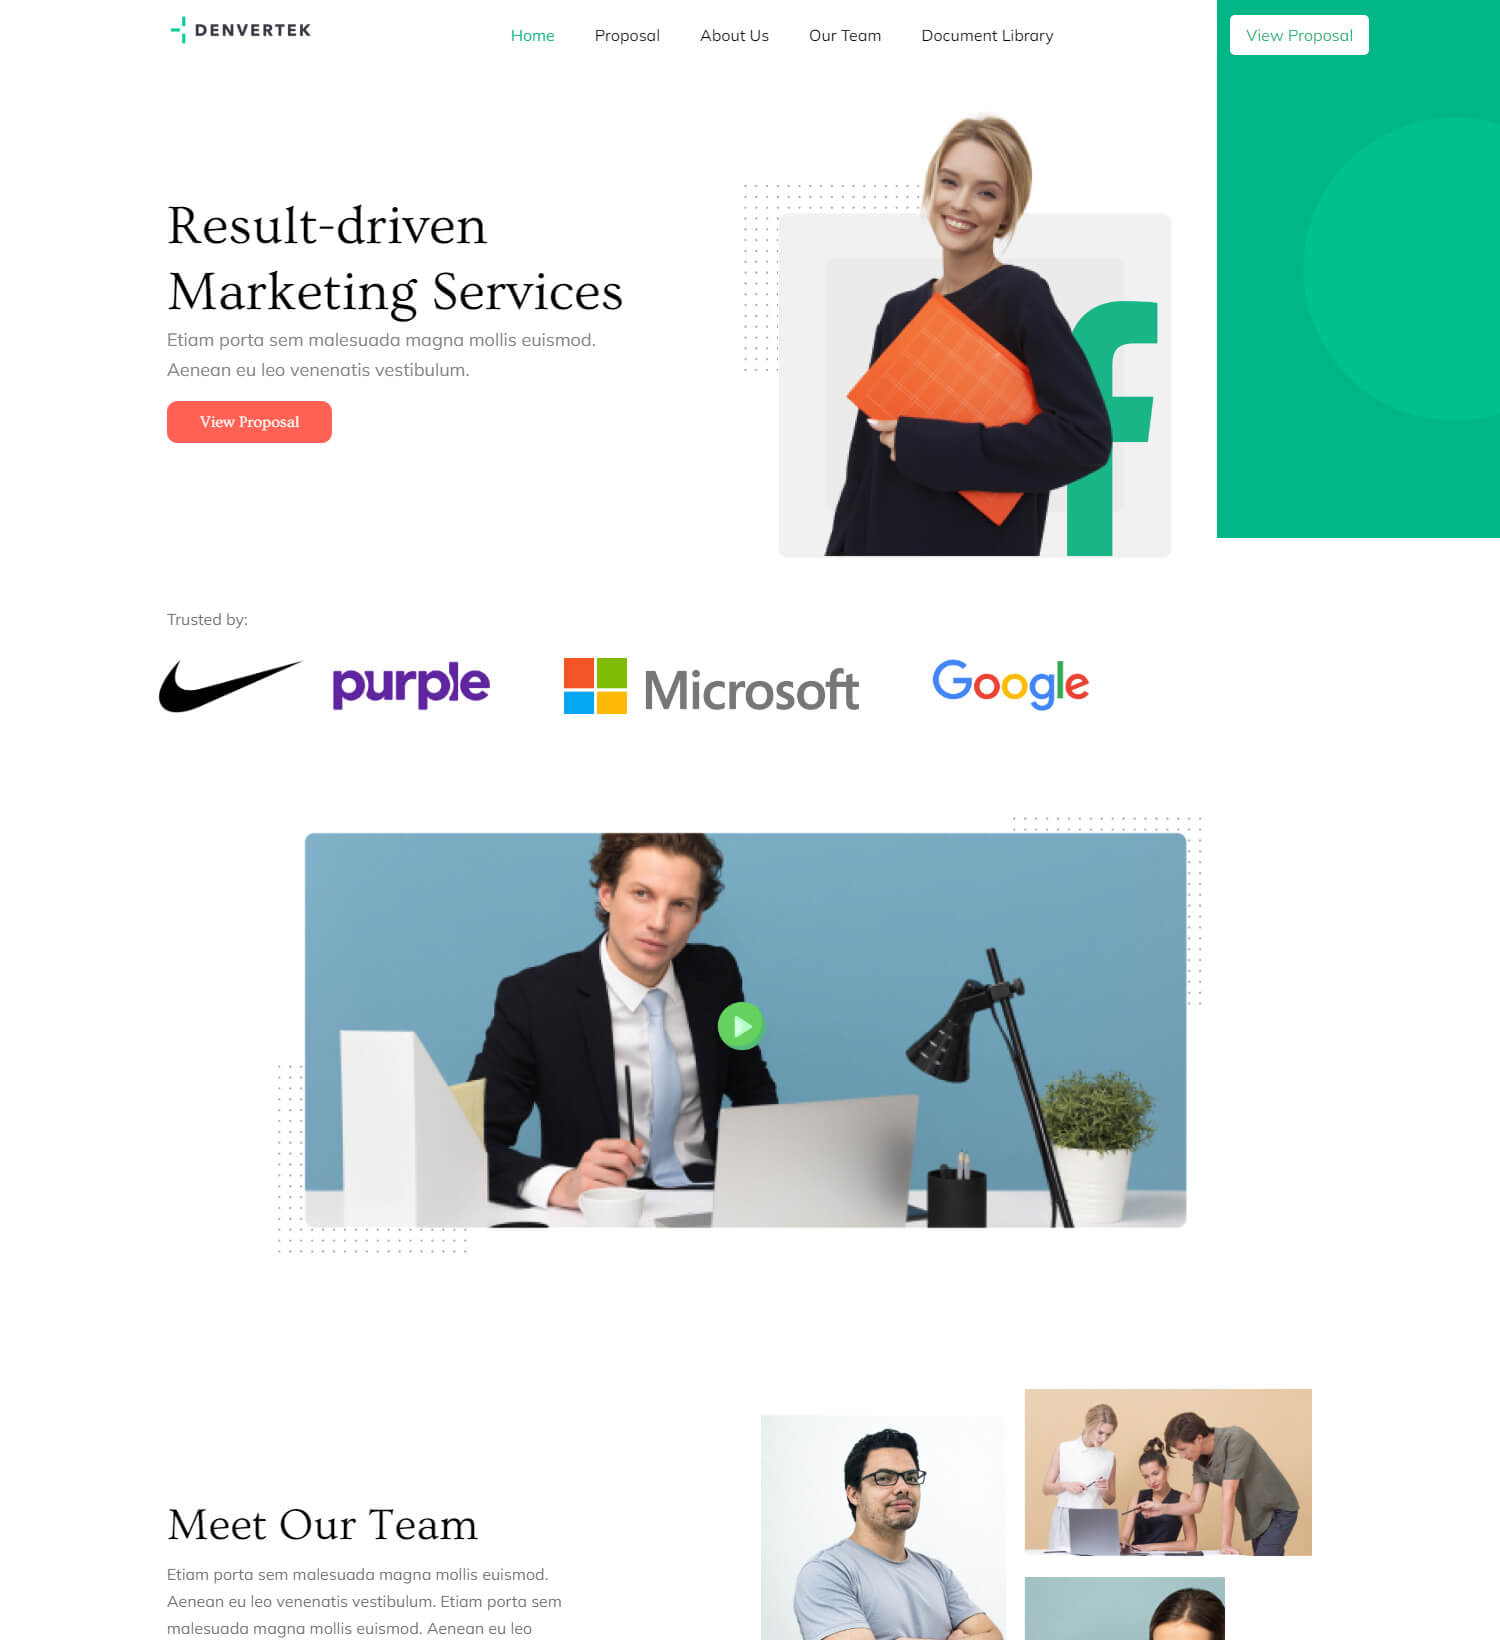 DENVERTEK
Home
Proposal
About Us
Our Team
Document Library
View Proposal
Result-driven
Marketing Services
Etiam porta sem malesuada magna mollis euismod.
Aenean eu leo venenatis vestibulum.
View Proposal
f
Trusted by:
purple
Microsoft
Google
Meet Our Team
Etiam porta sem malesuada magna mollis euismod.
Aenean eu leo venenatis vestibulum. Etiam porta sem
malesuada magna mollis euismod. Aenean eu leo